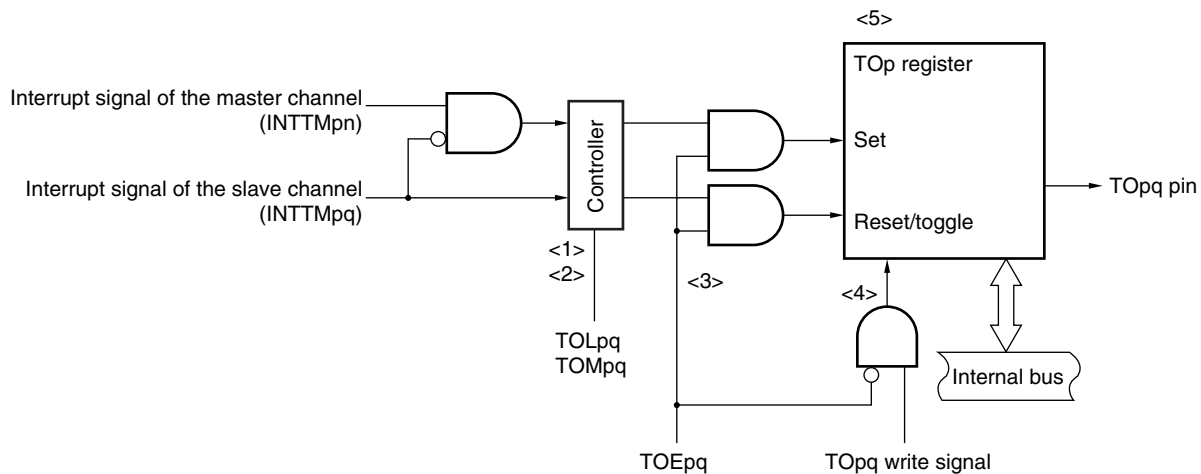 <5>
TOp register
Interrupt signal of the master channel
(INTTMpn)
Controller
Set
Interrupt signal of the slave channel
(INTTMpq)
TOpq pin
Reset/toggle
<1>
<2>
<3>
<4>
TOLpq
TOMpq
Internal bus
TOEpq
TOpq write signal